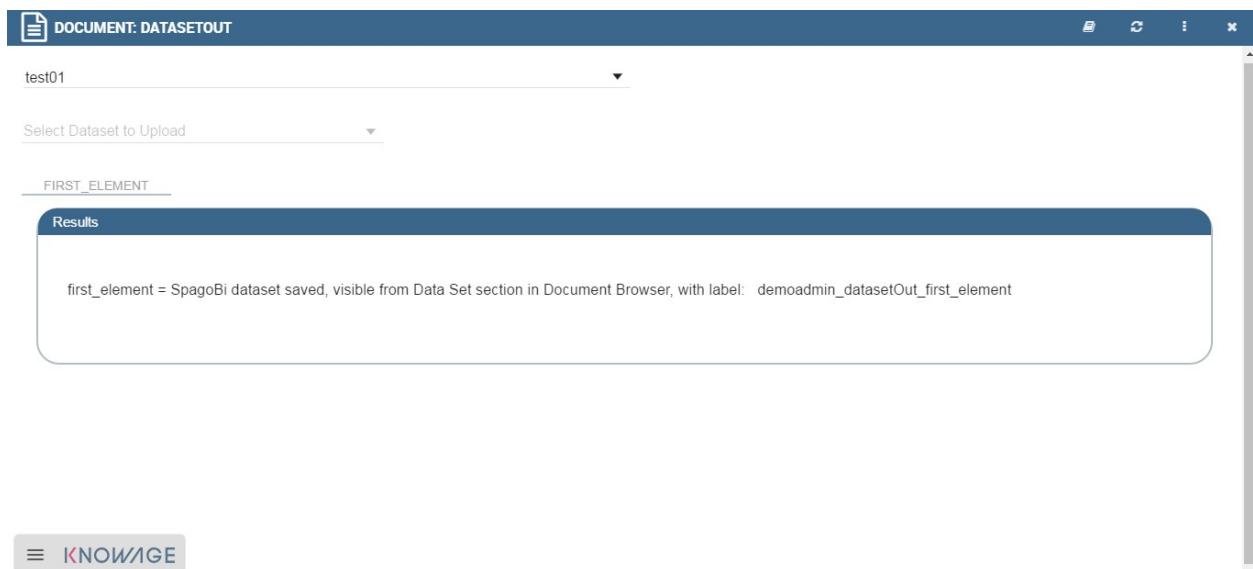 DOCUMENT: DATASETOUT
test01
Select Dataset to Upload
FIRST_ELEMENT
Results
first_element = SpagoBi dataset saved, visible from Data Set section in Document Browser, with label: demoadmin_datasetOut_first_element
KNOWAGE